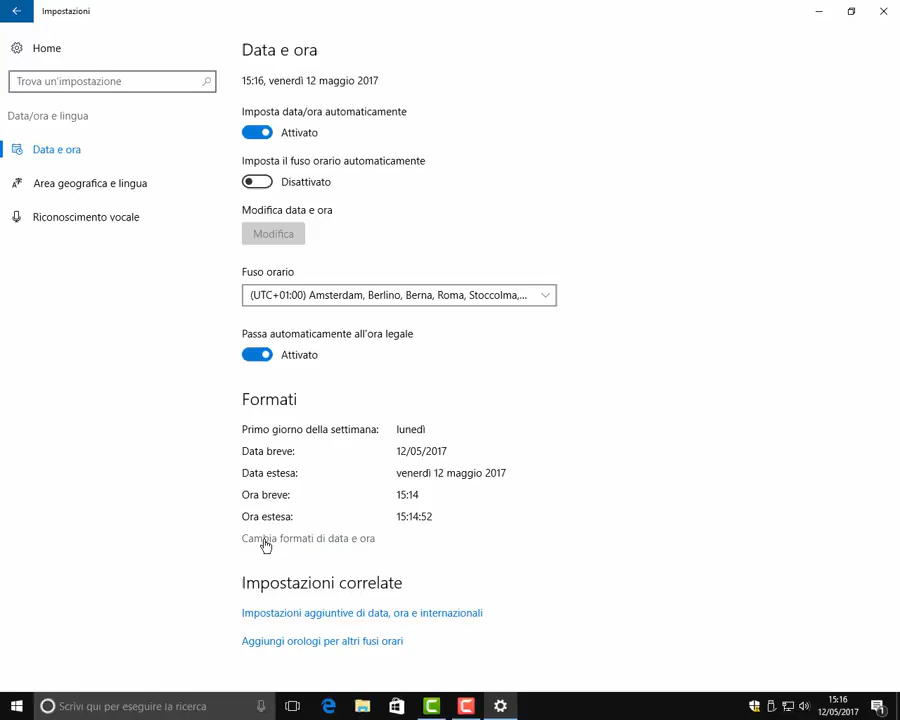 Impostazioni
Home
Trova un'impostazione
Data/ora e lingua
Data e ora
Area geografica e lingua
Riconoscimento vocale
Data e ora
15:16, venerdì 12 maggio 2017
Imposta data/ora automaticamente
Attivato
Imposta il fuso orario automaticamente
Disattivato
Modifica data e ora
Modifica
Fuso orario
(UTC+01:00) Amsterdam, Berlino, Berna, Roma, Stoccolma,...
Passa automaticamente all'ora legale
Attivato
Formati
Primo giorno della settimana: lunedì
Data breve: 12/05/2017
Data estesa: venerdì 12 maggio 2017
Ora breve: 15:14
Ora estesa: 15:14:52
Cambia formati di data e ora
Impostazioni correlate
Impostazioni aggiuntive di data, ora e internazionali
Aggiungi orologi per altri fusi orari
Scrivi qui per eseguire la ricerca
15:16
12/05/2017
1